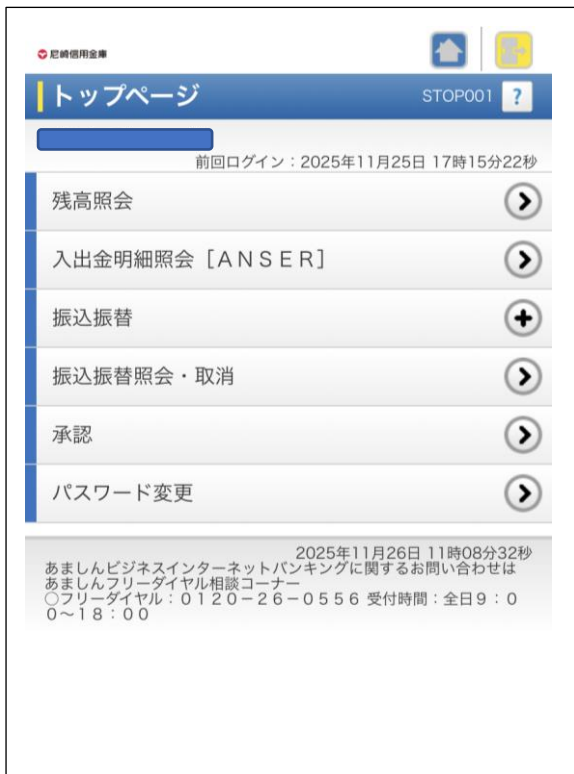 尼崎信用金庫
トップページ STOP001 ?
前回ログイン：2025年11月25日 17時15分22秒
残高照会
入出金明細照会［ＡＮＳＥＲ］
振込振替
振込振替照会・取消
承認
パスワード変更
2025年11月26日 11時08分32秒
あましんビジネスインターネットバンキングに関するお問い合わせは
あましんフリーダイヤル相談コーナー
○フリーダイヤル：０１２０－２６－０５５６ 受付時間：全日９：０
０～１８：００